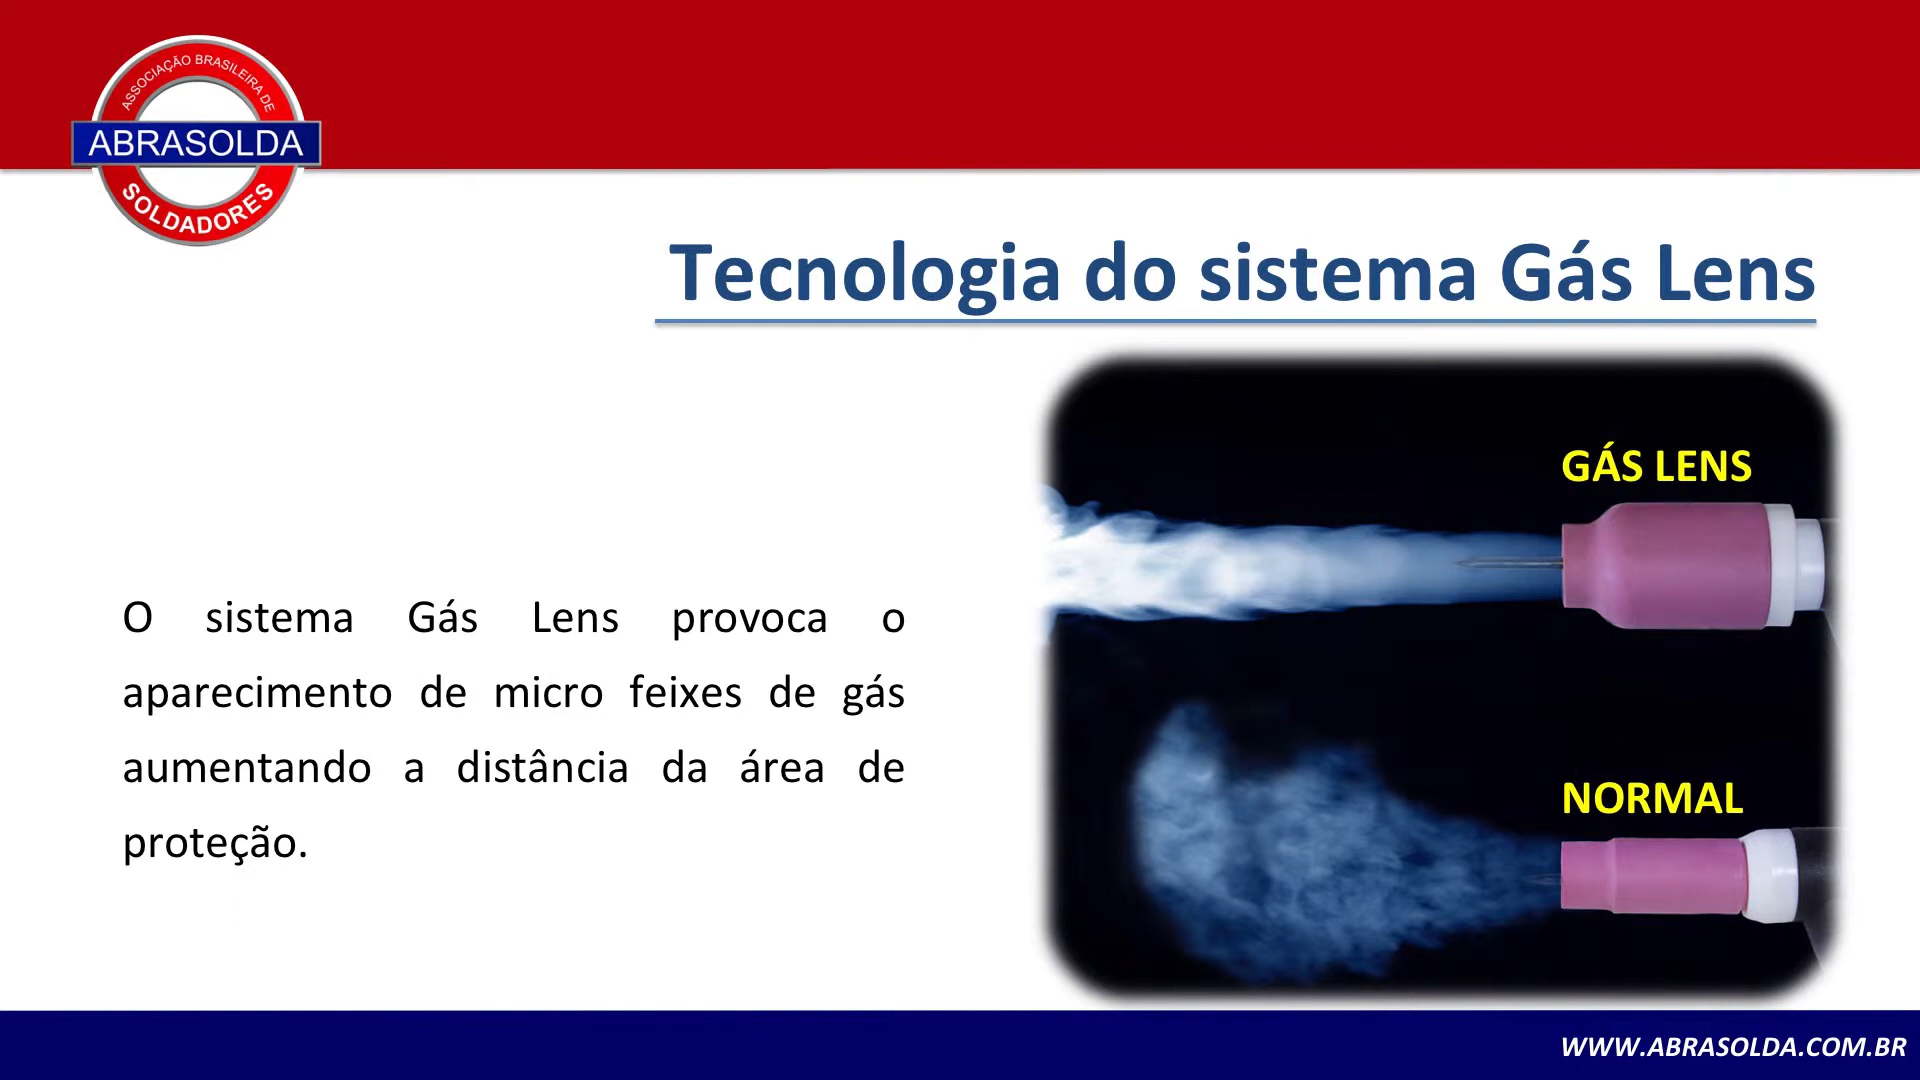 ASSOCIAÇÃO BRASILEIRA DE
ABRASOLDA
SOLDADORES
Tecnologia do sistema Gás Lens
GÁS LENS
O sistema Gás Lens provoca o
aparecimento de micro feixes de gás
aumentando a distância da área de
proteção.
NORMAL
WWW.ABRASOLDA.COM.BR